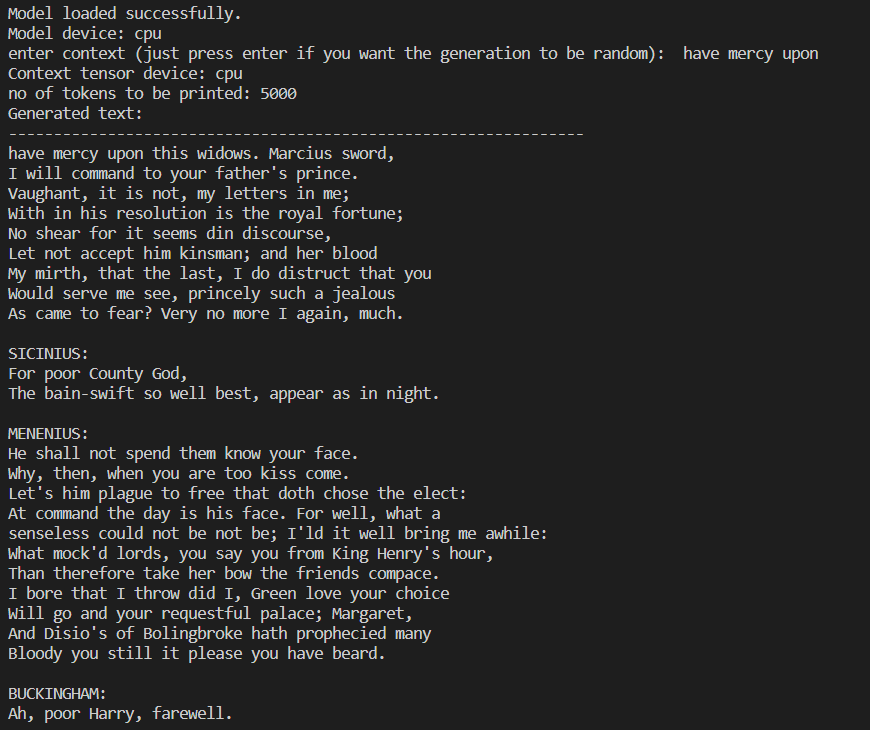 Model loaded successfully.
Model device: cpu
enter context (just press enter if you want the generation to be random):  have mercy upon
Context tensor device: cpu
no of tokens to be printed: 5000
Generated text:
----------------------------------------------------------------
have mercy upon this widows. Marcius sword,
I will command to your father's prince.
Vaughant, it is not, my letters in me;
With in his resolution is the royal fortune;
No shear for it seems din discourse,
Let not accept him kinsman; and her blood
My mirth, that the last, I do distruct that you
Would serve me see, princely such a jealous
As came to fear? Very no more I again, much.

SICINIUS:
For poor County God,
The bain-swift so well best, appear as in night.

MENENIUS:
He shall not spend them know your face.
Why, then, when you are too kiss come.
Let's him plague to free that doth chose the elect:
At command the day is his face. For well, what a
senseless could not be not be; I'ld it well bring me awhile:
What mock'd lords, you say you from King Henry's hour,
Than therefore take her bow the friends compace.
I bore that I throw did I, Green love your choice
Will go and your requestful palace; Margaret,
And Disio's of Bolingbroke hath prophecied many
Bloody you still it please you have beard.

BUCKINGHAM:
Ah, poor Harry, farewell.